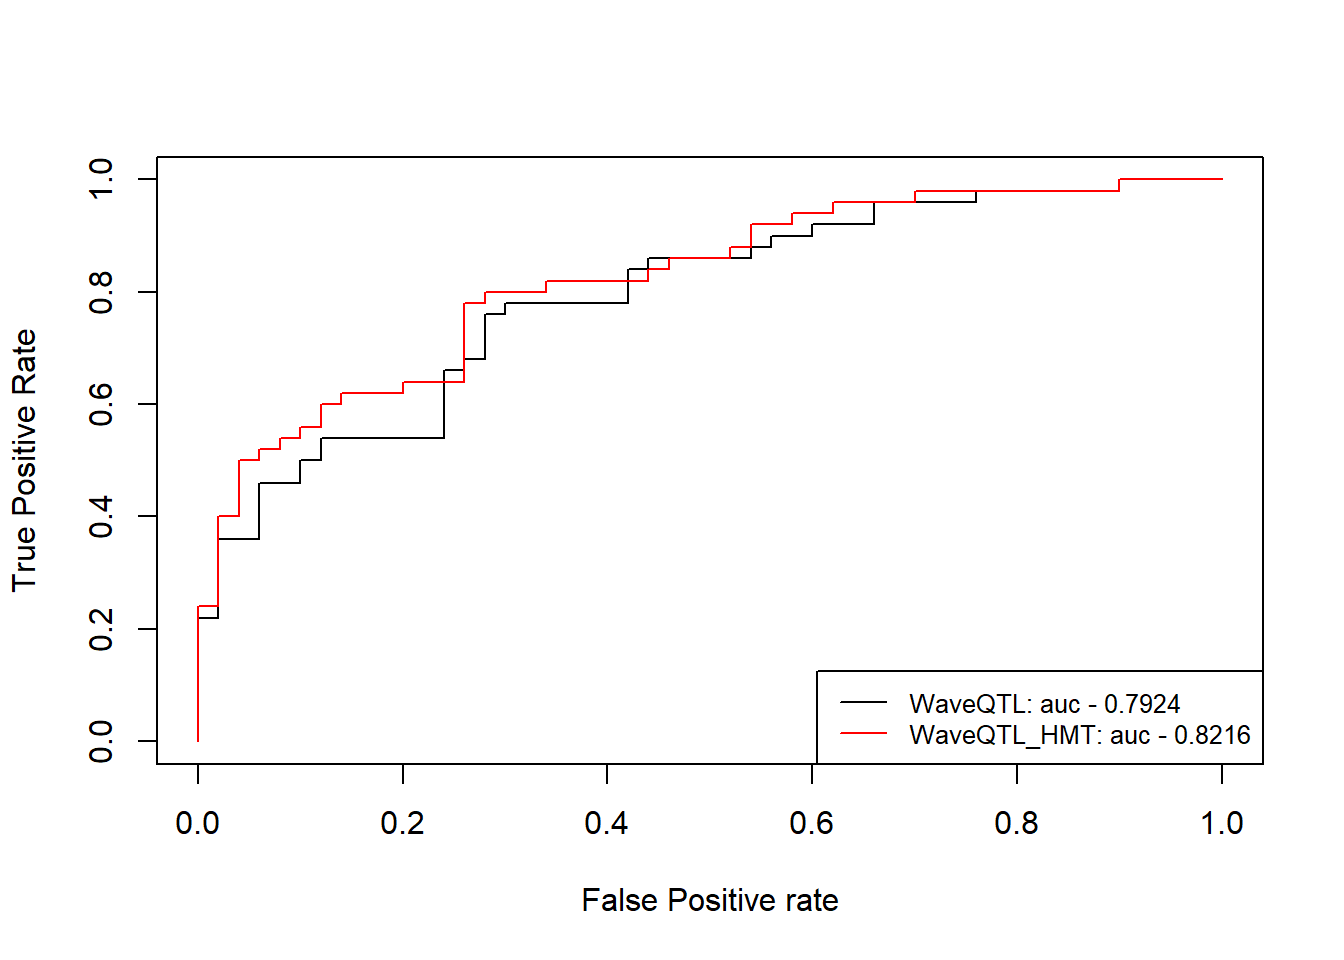 True Positive Rate
1.0
0.8
0.6
0.4
0.2
0.0
WaveQTL: auc - 0.7924
WaveQTL_HMT: auc - 0.8216
0.0 0.2 0.4 0.6 0.8 1.0
False Positive rate